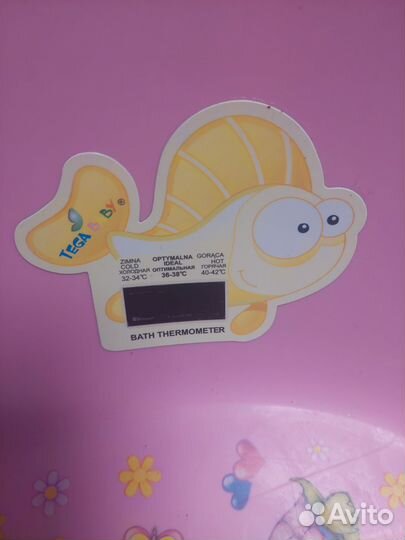 TEGA BABY ®
ZIMNA OPTYMALNA GORĄCA
COLD IDEAL HOT
ХОЛОДНАЯ ОПТИМАЛЬНАЯ ГОРЯЧАЯ
32-34°C 36-38°C 40-42°C
BATH THERMOMETER
Avito